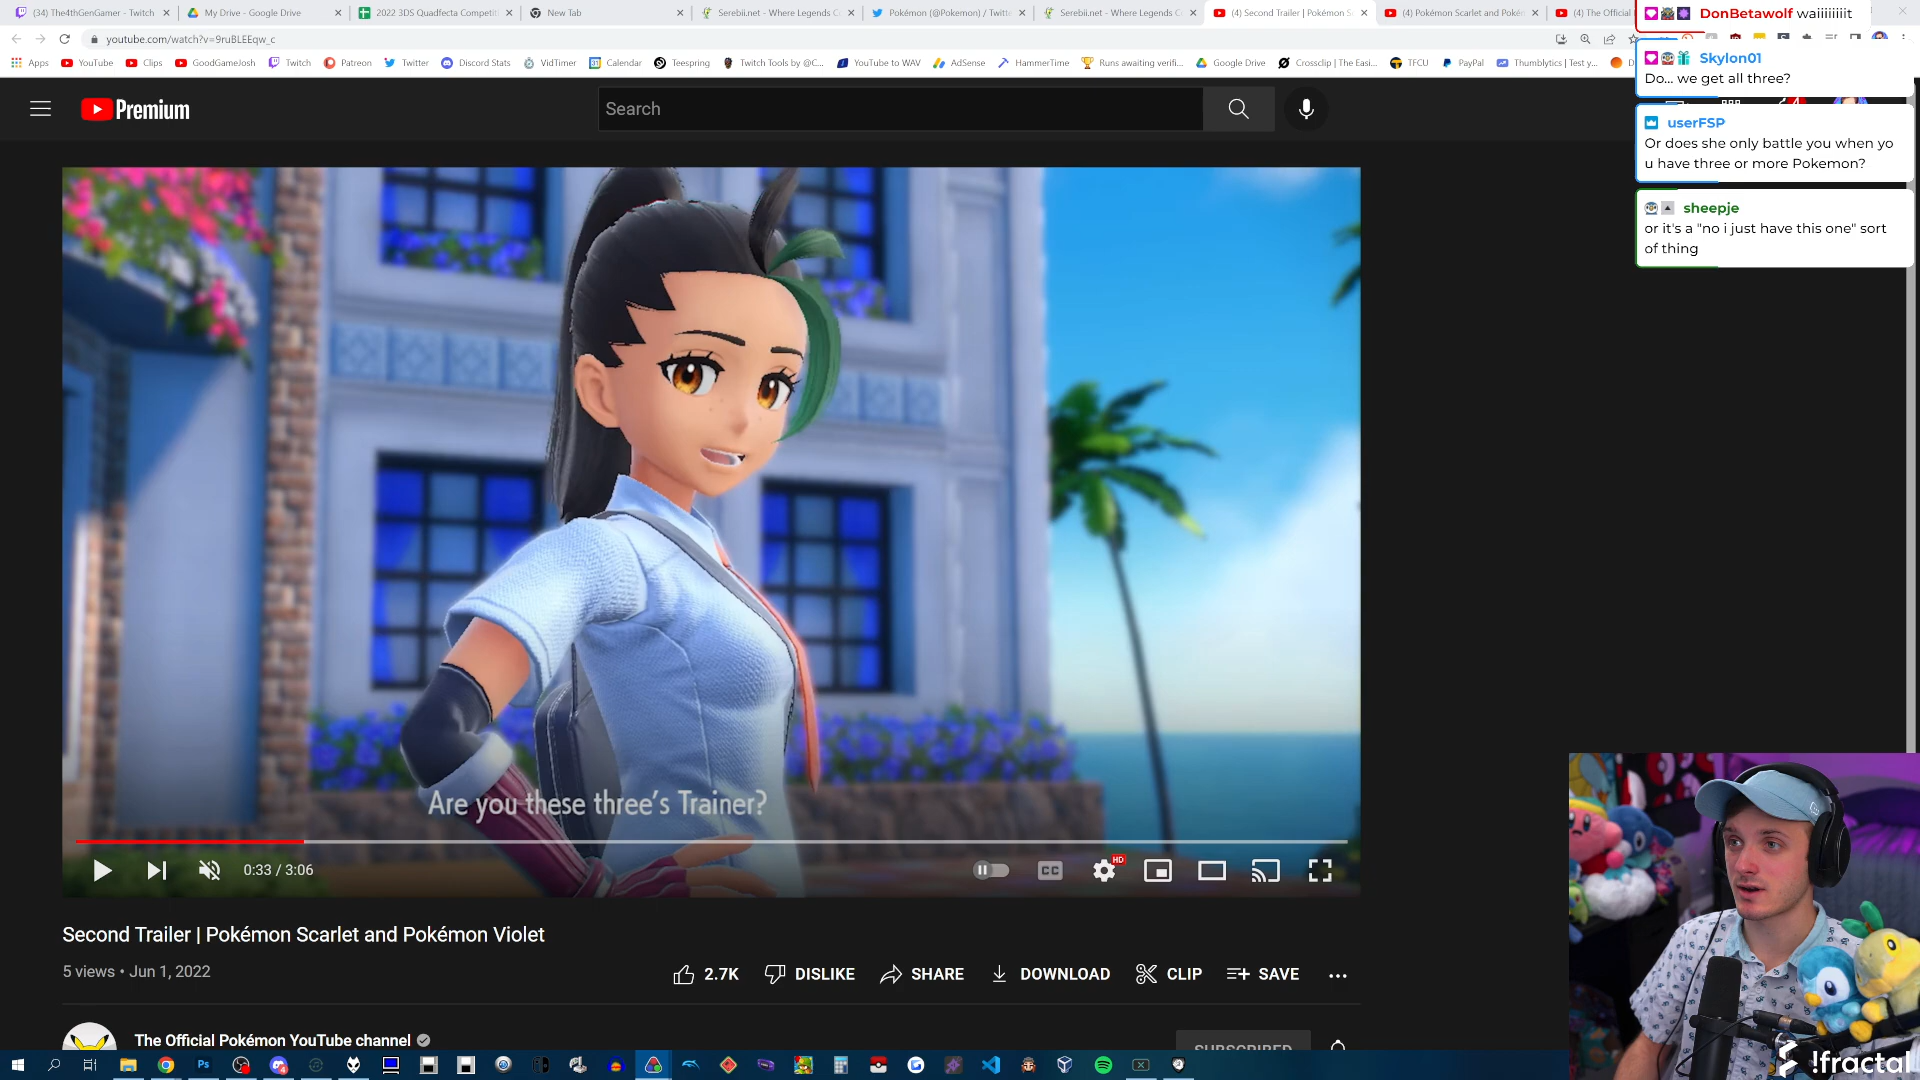 (34) The4thGenGamer - Twitch
My Drive - Google Drive
2022 3DS Quadfecta Competiti
New Tab
Serebii.net - Where Legends C
Pokémon (@Pokemon) / Twitte
Serebii.net - Where Legends C
(4) Second Trailer | Pokémon S
(4) Pokémon Scarlet and Pokém
(4) The Official
youtube.com/watch?v=9ruBLEEqw_c
Apps
YouTube
Clips
GoodGameJosh
Twitch
Patreon
Twitter
Discord Stats
VidTimer
Calendar
Teespring
Twitch Tools by @C...
YouTube to WAV
AdSense
HammerTime
Runs awaiting verifi...
Google Drive
Crossclip | The Easi...
TFCU
PayPal
Thumblytics | Test y...
DonBetawolf waiiiiiiiit
Skylon01
Do... we get all three?
userFSP
Or does she only battle you when yo
u have three or more Pokemon?
sheepje
or it's a "no i just have this one" sort
of thing
Premium
Search
Are you these three's Trainer?
0:33 / 3:06
CC
HD
Second Trailer | Pokémon Scarlet and Pokémon Violet
5 views • Jun 1, 2022
2.7K
DISLIKE
SHARE
DOWNLOAD
CLIP
SAVE
The Official Pokémon YouTube channel
SUBSCRIBED
Ps
!fractal